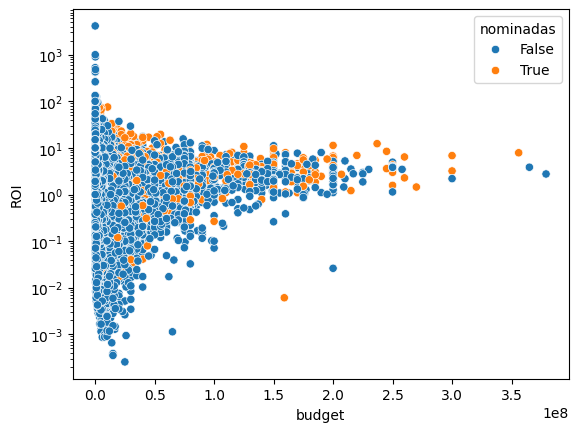 nominadas
False
True
10³
10²
10¹
10⁰
10⁻¹
10⁻²
10⁻³
ROI
0.0 0.5 1.0 1.5 2.0 2.5 3.0 3.5
1e8
budget